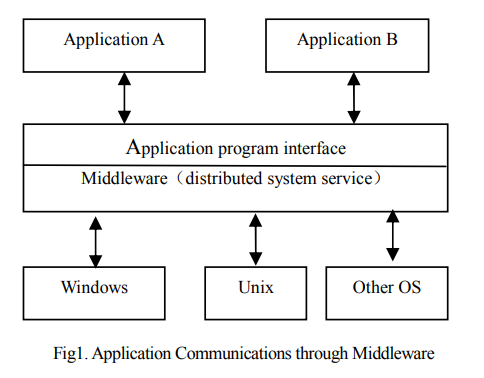 Application A
Application B
Application program interface
Middleware（distributed system service）
Windows
Unix
Other OS
Fig1. Application Communications through Middleware